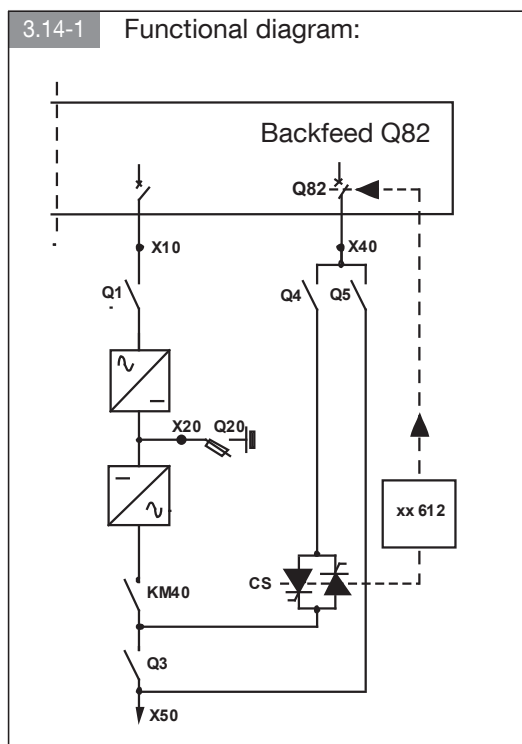 3.14-1 Functional diagram:
Backfeed Q82
Q82
X10
X40
Q1
Q4
Q5
X20
Q20
xx 612
CS
KM40
Q3
X50